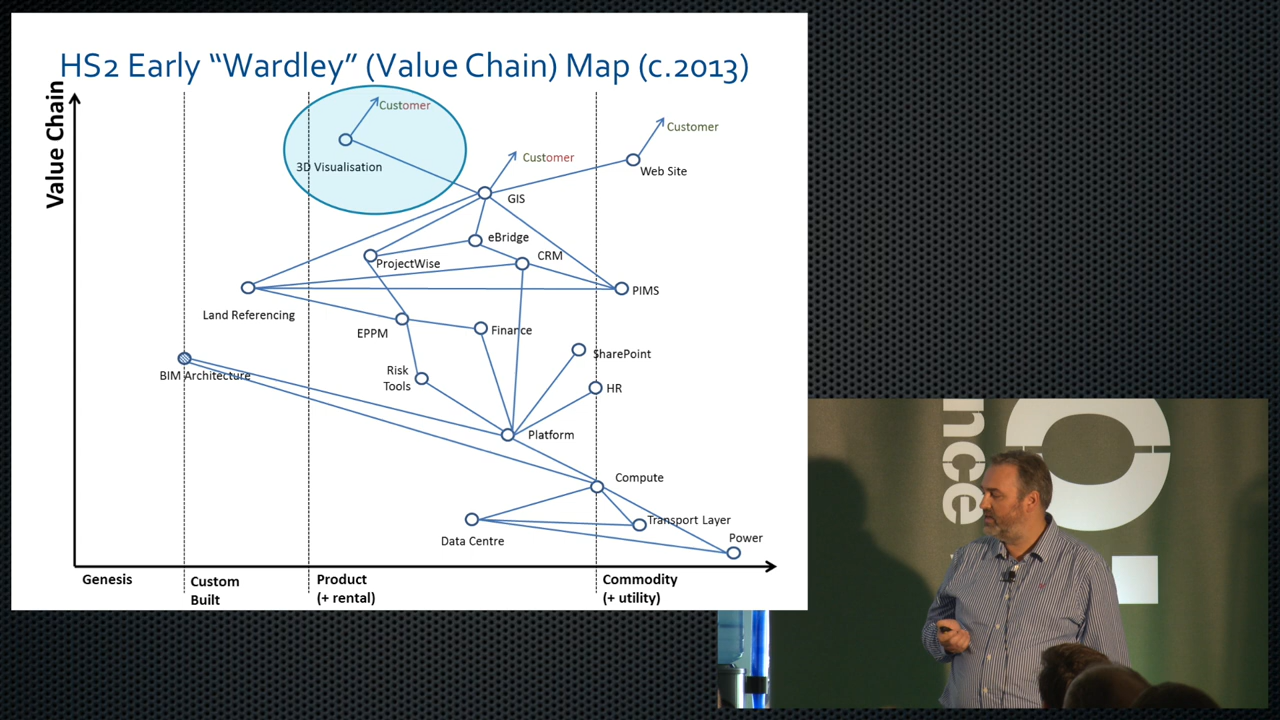 HS2 Early “Wardley” (Value Chain) Map (c.2013)
Value Chain
Customer
Customer
Customer
3D Visualisation
Web Site
GIS
eBridge
CRM
ProjectWise
PIMS
Land Referencing
EPPM
Finance
SharePoint
BIM Architecture
Risk
Tools
HR
Platform
Compute
Transport Layer
Data Centre
Power
Genesis
Custom
Built
Product
(+ rental)
Commodity
(+ utility)
nce